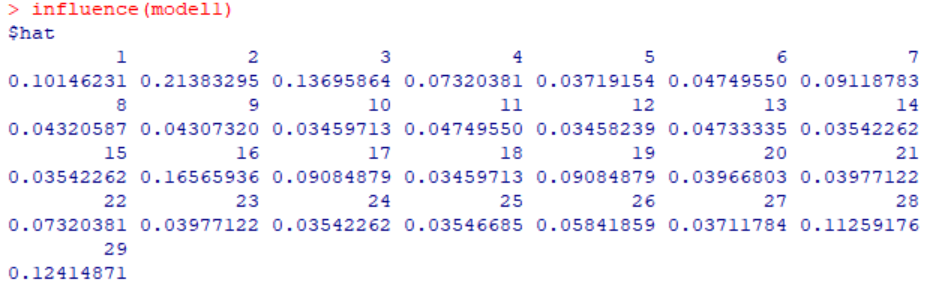 > influence(model1)
$hat
1 2 3 4 5 6 7
0.10146231 0.21383295 0.13695864 0.07320381 0.03719154 0.04749550 0.09118783
8 9 10 11 12 13 14
0.04320587 0.04307320 0.03459713 0.04749550 0.03458239 0.04733335 0.03542262
15 16 17 18 19 20 21
0.03542262 0.16565936 0.09084879 0.03459713 0.09084879 0.03966803 0.03977122
22 23 24 25 26 27 28
0.07320381 0.03977122 0.03542262 0.03546685 0.05841859 0.03711784 0.11259176
29
0.12414871